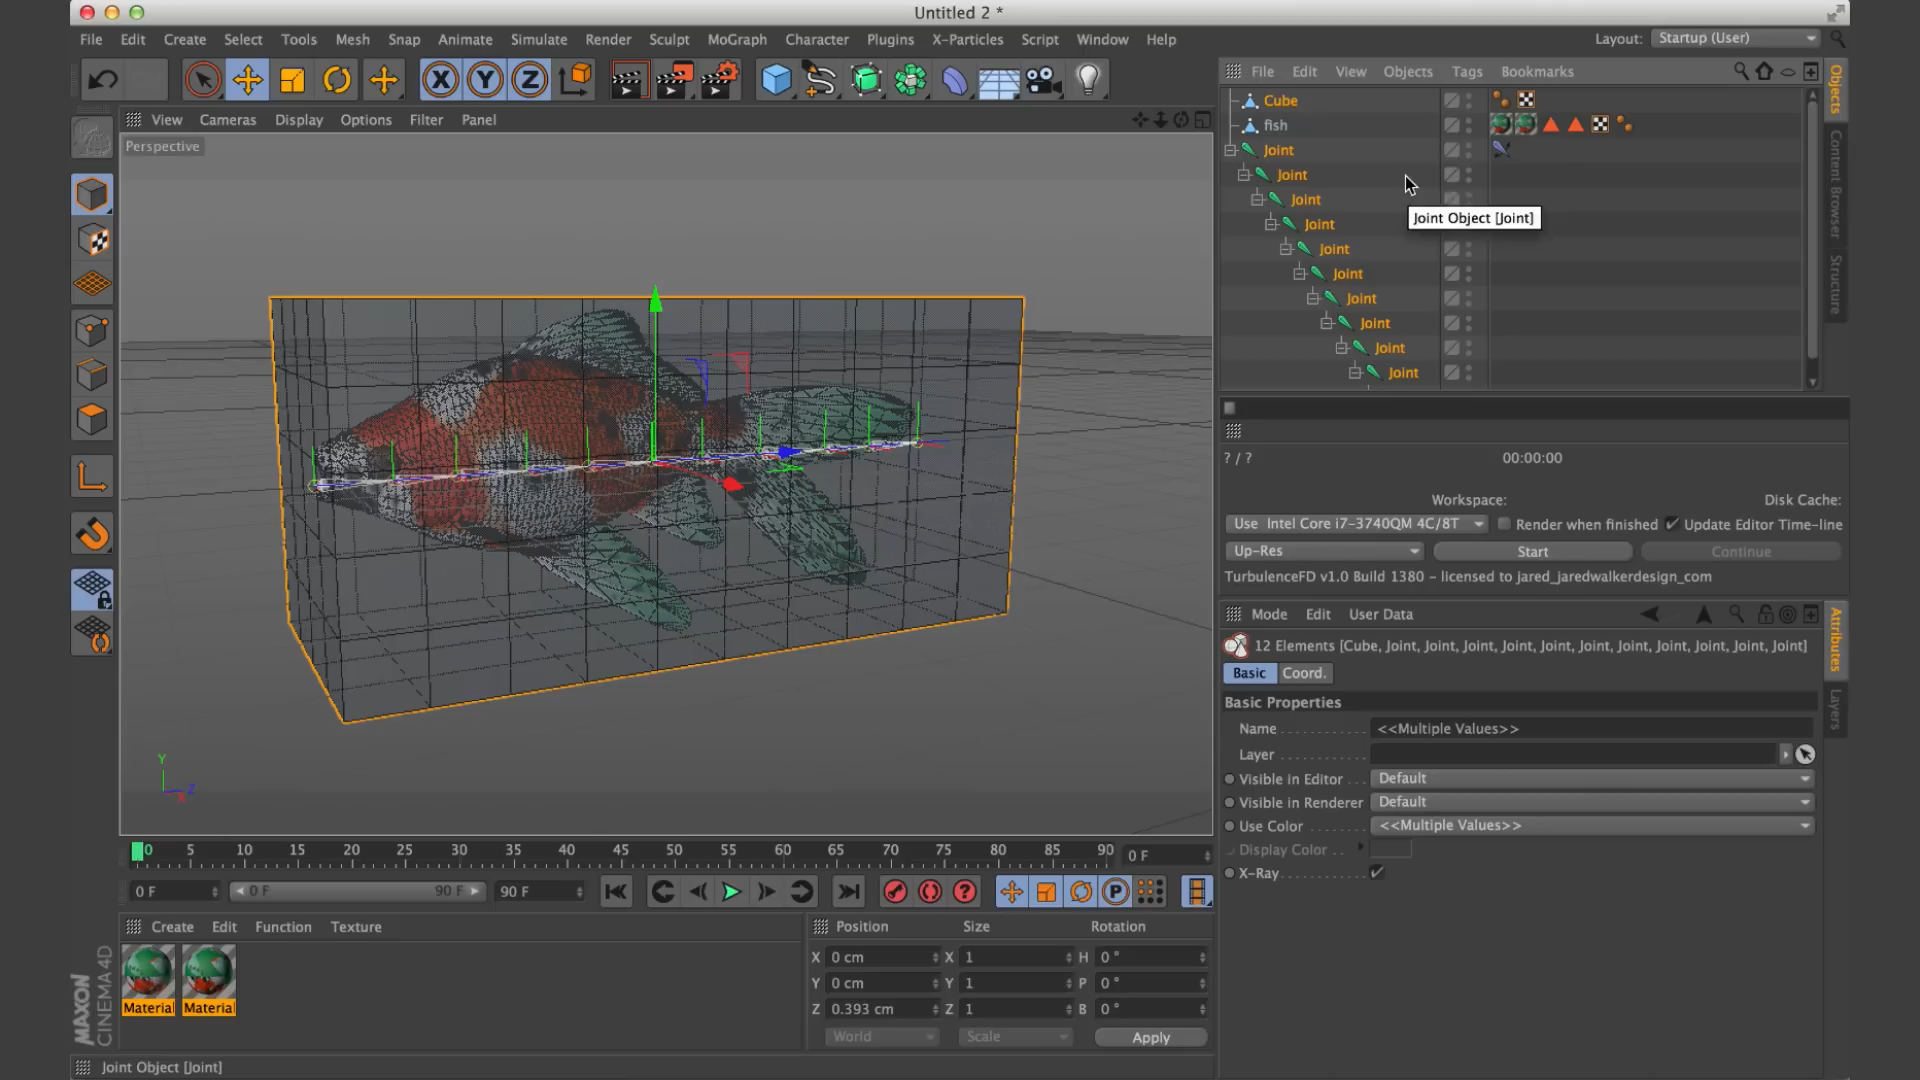 Untitled 2 *
File Edit Create Select Tools Mesh Snap Animate Simulate Render Sculpt MoGraph Character Plugins X-Particles Script Window Help
Layout: Startup (User)
X Y Z
File Edit View Objects Tags Bookmarks
Objects
Content Browser
Structure
Cube
fish
Joint
Joint
Joint
Joint
Joint
Joint
Joint
Joint
Joint
Joint
Joint Object [Joint]
View Cameras Display Options Filter Panel
Perspective
Y
Z
X
? / ? 00:00:00
Workspace: Disk Cache:
Use Intel Core i7-3740QM 4C/8T Render when finished Update Editor Time-line
Up-Res Start Continue
TurbulenceFD v1.0 Build 1380 - licensed to Jared_jaredwalkerdesign_com
Mode Edit User Data
Attributes
Layers
12 Elements [Cube, Joint, Joint, Joint, Joint, Joint, Joint, Joint, Joint, Joint, Joint, Joint]
Basic Coord.
Basic Properties
Name <<Multiple Values>>
Layer
Visible in Editor Default
Visible in Renderer Default
Use Color <<Multiple Values>>
Display Color
X-Ray
0 5 10 15 20 25 30 35 40 45 50 55 60 65 70 75 80 85 90 0 F
0 F 0 F 90 F 90 F
? P
Create Edit Function Texture
Material Material
MAXON
CINEMA 4D
Position Size Rotation
X 0 cm X 1 H 0 °
Y 0 cm Y 1 P 0 °
Z 0.393 cm Z 1 B 0 °
World Scale Apply
Joint Object [Joint]